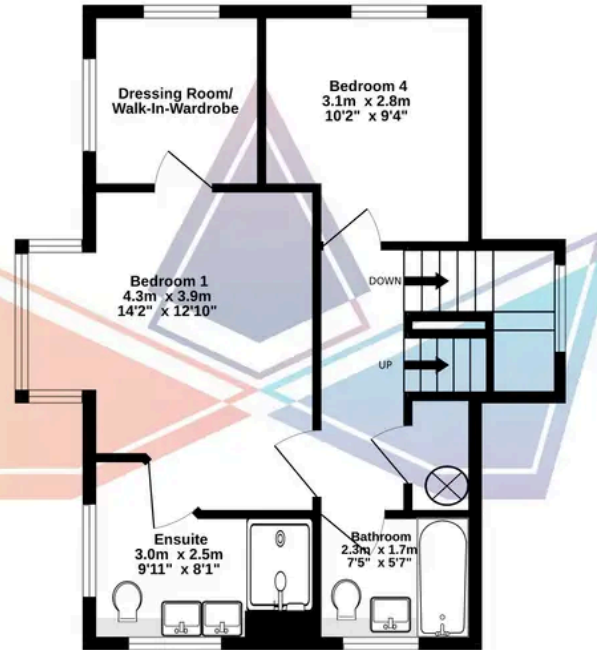 Dressing Room/
Walk-In-Wardrobe
Bedroom 4
3.1m x 2.8m
10'2" x 9'4"
Bedroom 1
4.3m x 3.9m
14'2" x 12'10"
DOWN
UP
Ensuite
3.0m x 2.5m
9'11" x 8'1"
Bathroom
2.3m x 1.7m
7'5" x 5'7"